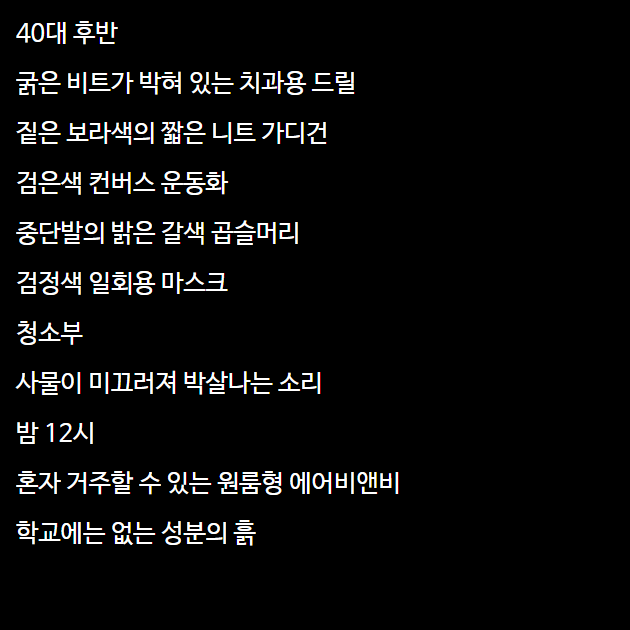 40대 후반
굵은 비트가 박혀 있는 치과용 드릴
짙은 보라색의 짧은 니트 가디건
검은색 컨버스 운동화
중단발의 밝은 갈색 곱슬머리
검정색 일회용 마스크
청소부
사물이 미끄러져 박살나는 소리
밤 12시
혼자 거주할 수 있는 원룸형 에어비앤비
학교에는 없는 성분의 흙